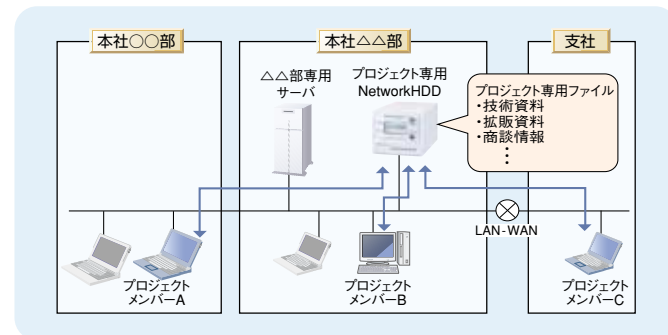 本社○○部
本社△△部
支社
△△部専用
サーバ
プロジェクト専用
NetworkHDD
プロジェクト専用ファイル
・技術資料
・拡販資料
・商談情報
⋮
LAN-WAN
プロジェクト
メンバーA
プロジェクト
メンバーB
プロジェクト
メンバーC